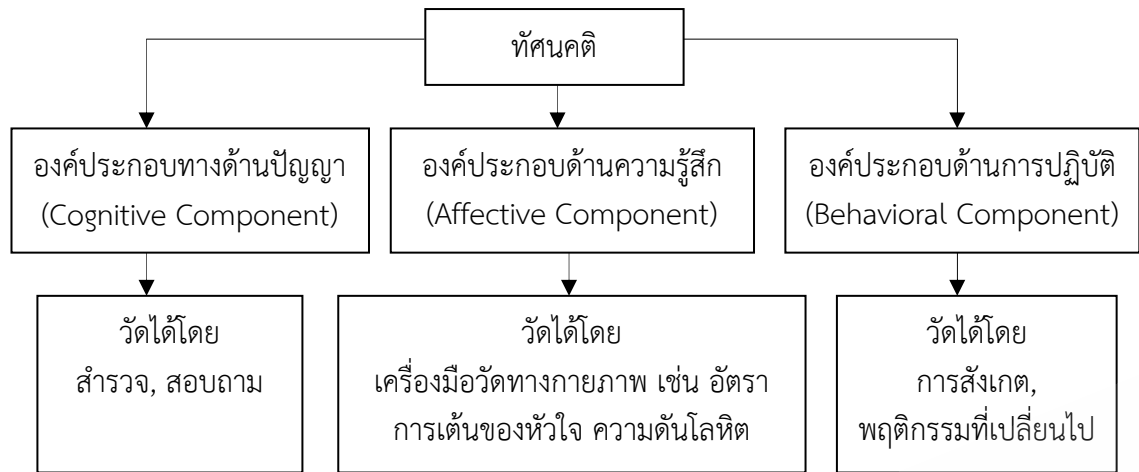 ทัศนคติ
องค์ประกอบทางด้านปัญญา
(Cognitive Component)
องค์ประกอบด้านความรู้สึก
(Affective Component)
องค์ประกอบด้านการปฏิบัติ
(Behavioral Component)
วัดได้โดย
สำรวจ, สอบถาม
วัดได้โดย
เครื่องมือวัดทางกายภาพ เช่น อัตรา
การเต้นของหัวใจ ความดันโลหิต
วัดได้โดย
การสังเกต,
พฤติกรรมที่เปลี่ยนไป